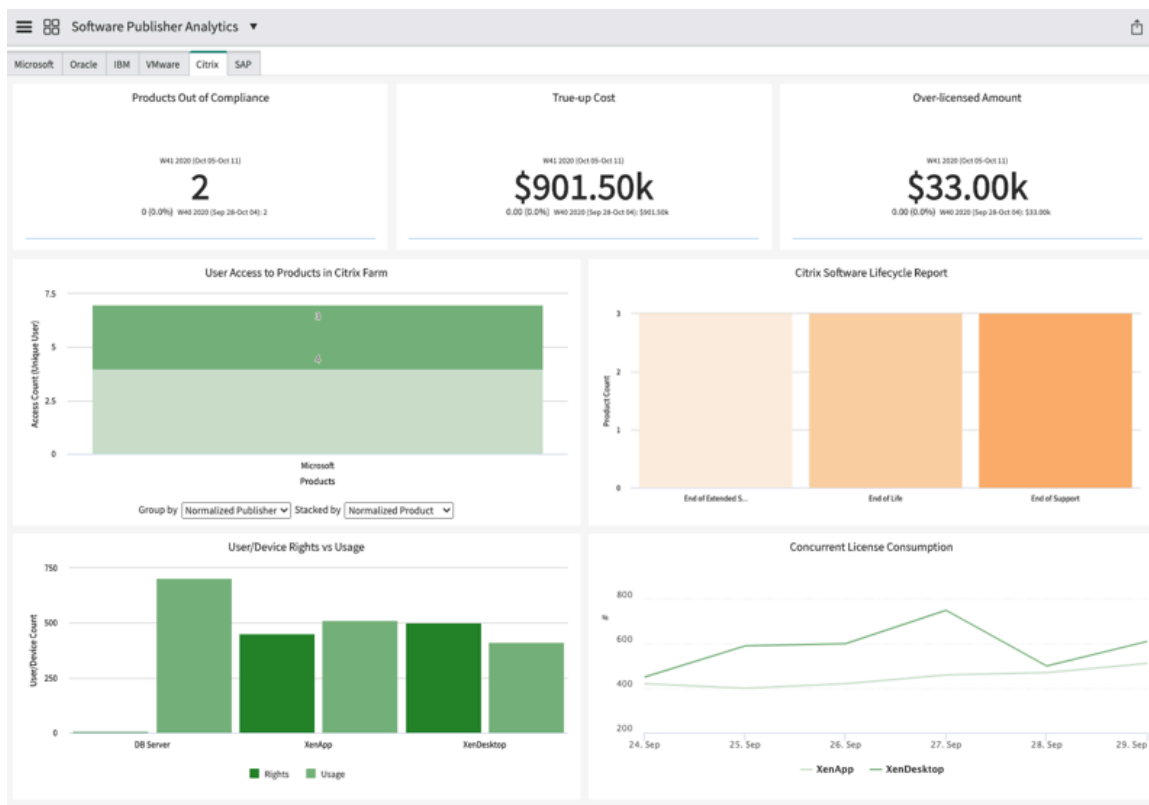 Software Publisher Analytics ▼
Microsoft Oracle IBM VMware Citrix SAP
Products Out of Compliance
W41 2020 (Oct 05-Oct 11)
2
0 (0.0%) W40 2020 (Sep 28-Oct 04): 2
True-up Cost
W41 2020 (Oct 05-Oct 11)
$901.50k
0.00 (0.0%) W40 2020 (Sep 28-Oct 04): $901.50k
Over-licensed Amount
W41 2020 (Oct 05-Oct 11)
$33.00k
0.00 (0.0%) W40 2020 (Sep 28-Oct 04): $33.00k
User Access to Products in Citrix Farm
Access Count (Unique User)
7.5
5
2.5
0
3
4
Microsoft
Products
Group by Normalized Publisher Stacked by Normalized Product
Citrix Software Lifecycle Report
Product Count
3
2
1
0
End of Extended S... End of Life End of Support
User/Device Rights vs Usage
User/Device Count
750
500
250
0
DB Server XenApp XenDesktop
Rights Usage
Concurrent License Consumption
#
800
600
400
200
24. Sep 25. Sep 26. Sep 27. Sep 28. Sep 29. Sep
XenApp XenDesktop